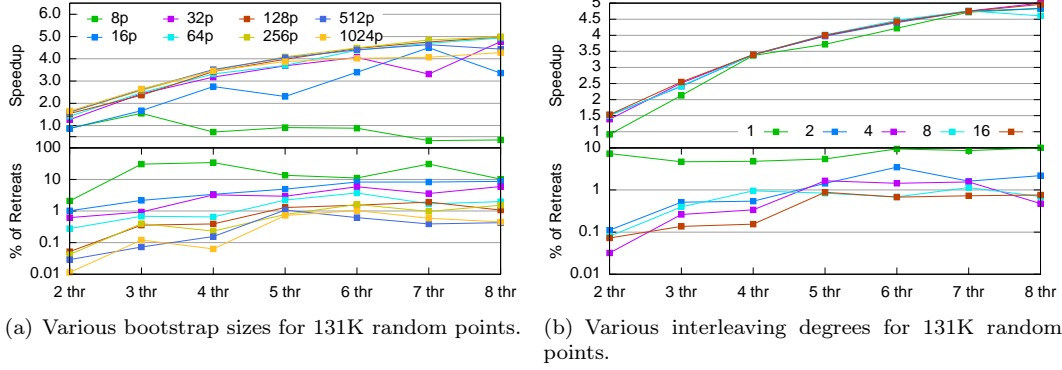 8p 32p 128p 512p
16p 64p 256p 1024p
Speedup
6.0
5.0
4.0
3.0
2.0
1.0
100
10
1
0.1
0.01
% of Retreats
2 thr 3 thr 4 thr 5 thr 6 thr 7 thr 8 thr
(a) Various bootstrap sizes for 131K random points.
Speedup
5
4.5
4
3.5
3
2.5
2
1.5
1
1 2 4 8 16
10
1
0.1
0.01
% of Retreats
2 thr 3 thr 4 thr 5 thr 6 thr 7 thr 8 thr
(b) Various interleaving degrees for 131K random
points.